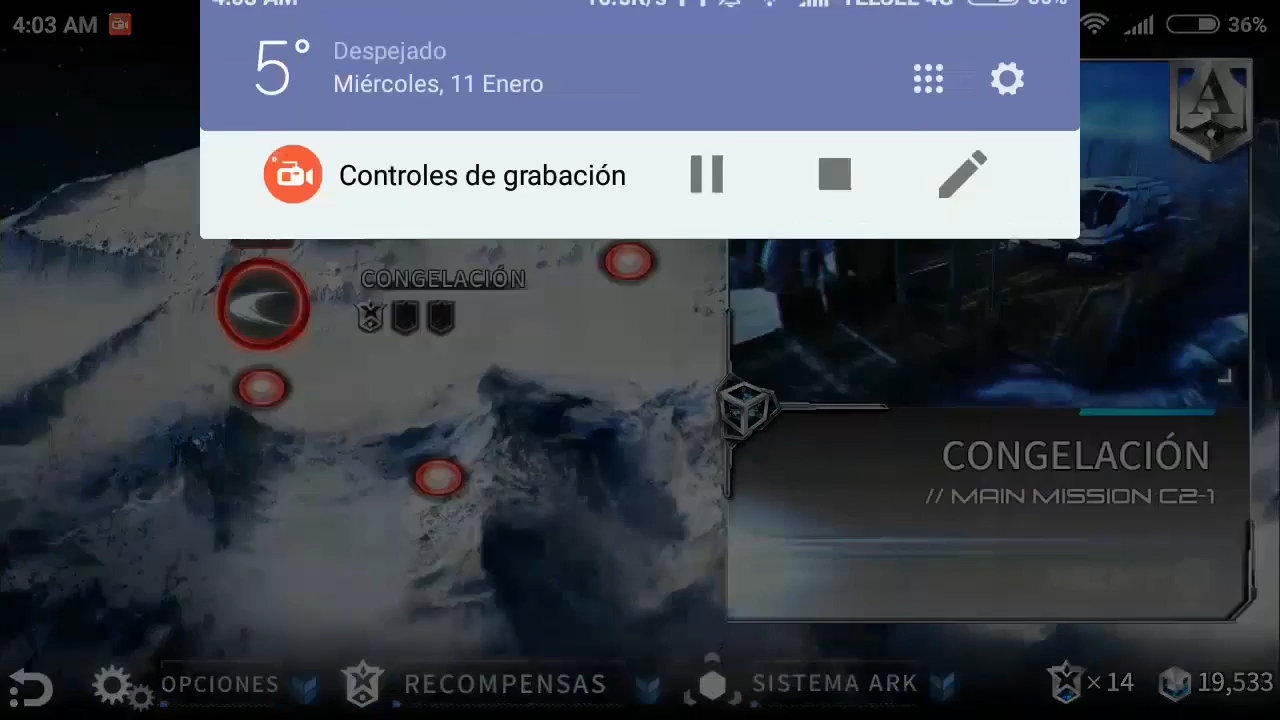 4:03 AM
36%
5°
Despejado
Miércoles, 11 Enero
Controles de grabación
A
CONGELACIÓN
CONGELACIÓN
// MAIN MISSION C2-1
OPCIONES
RECOMPENSAS
SISTEMA ARK
×14
19,533